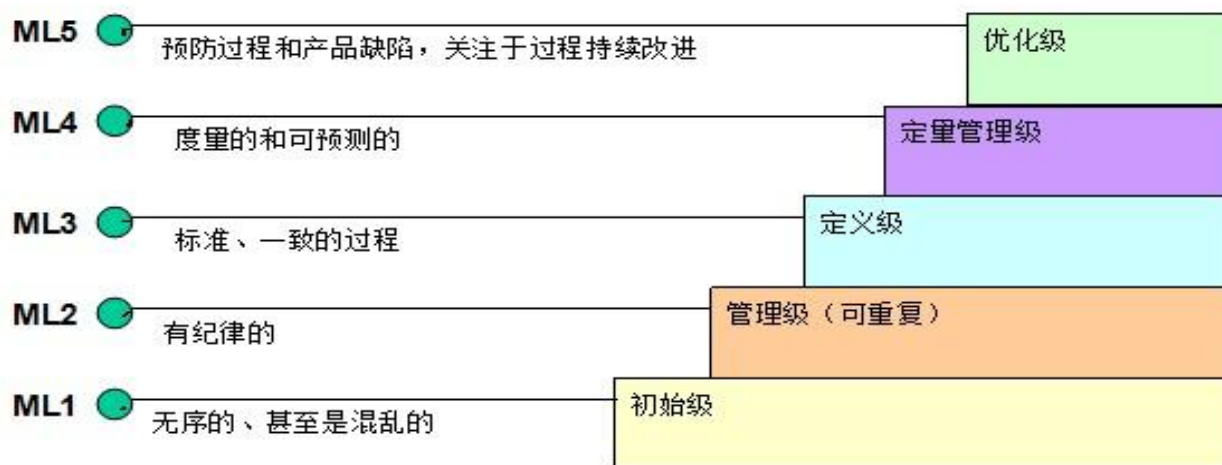 ML5
优化级
预防过程和产品缺陷，关注于过程持续改进
ML4
定量管理级
度量的和可预测的
ML3
定义级
标准、一致的过程
ML2
管理级（可重复）
有纪律的
ML1
初始级
无序的、甚至是混乱的